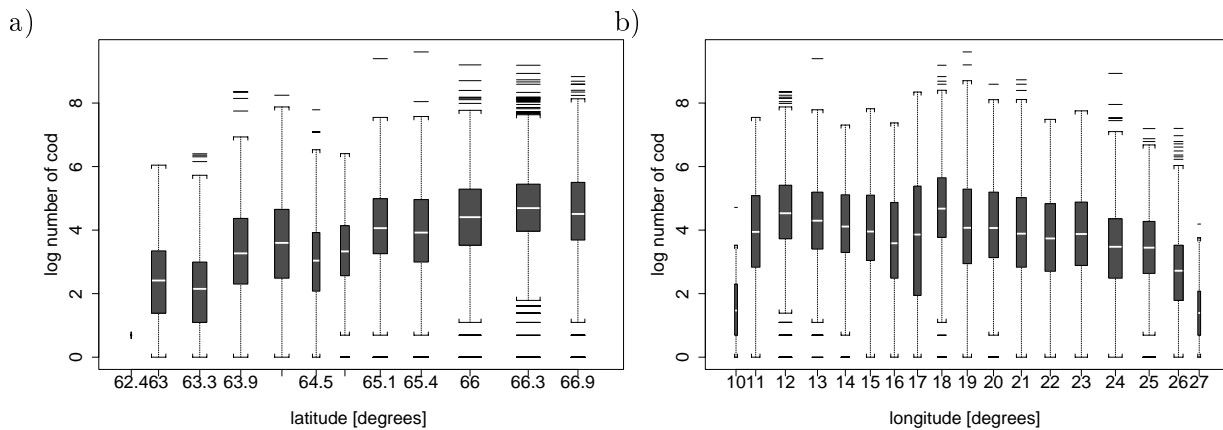 a)
log number of cod
0 2 4 6 8
62.463 63.3 63.9 64.5 65.1 65.4 66 66.3 66.9
latitude [degrees]
b)
log number of cod
0 2 4 6 8
10 11 12 13 14 15 16 17 18 19 20 21 22 23 24 25 26 27
longitude [degrees]